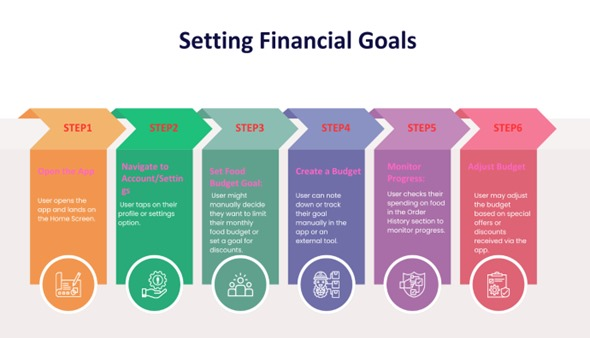 Setting Financial Goals
STEP1
STEP2
STEP3
STEP4
STEP5
STEP6
Open the App
User opens the
app and lands on
the Home Screen.
Navigate to
Account/Settin
gs
User taps on their
profile or settings
option.
Set Food
Budget Goal:
User might
manually decide
they want to limit
their monthly
food budget or
set a goal for
discounts.
Create a Budget
User can note
down or track
their goal
manually in the
app or an
external tool.
Monitor
Progress:
User checks their
spending on food
in the Order
History section to
monitor progress.
Adjust Budget
User may adjust
the budget
based on special
offers or
discounts
received via the
app.